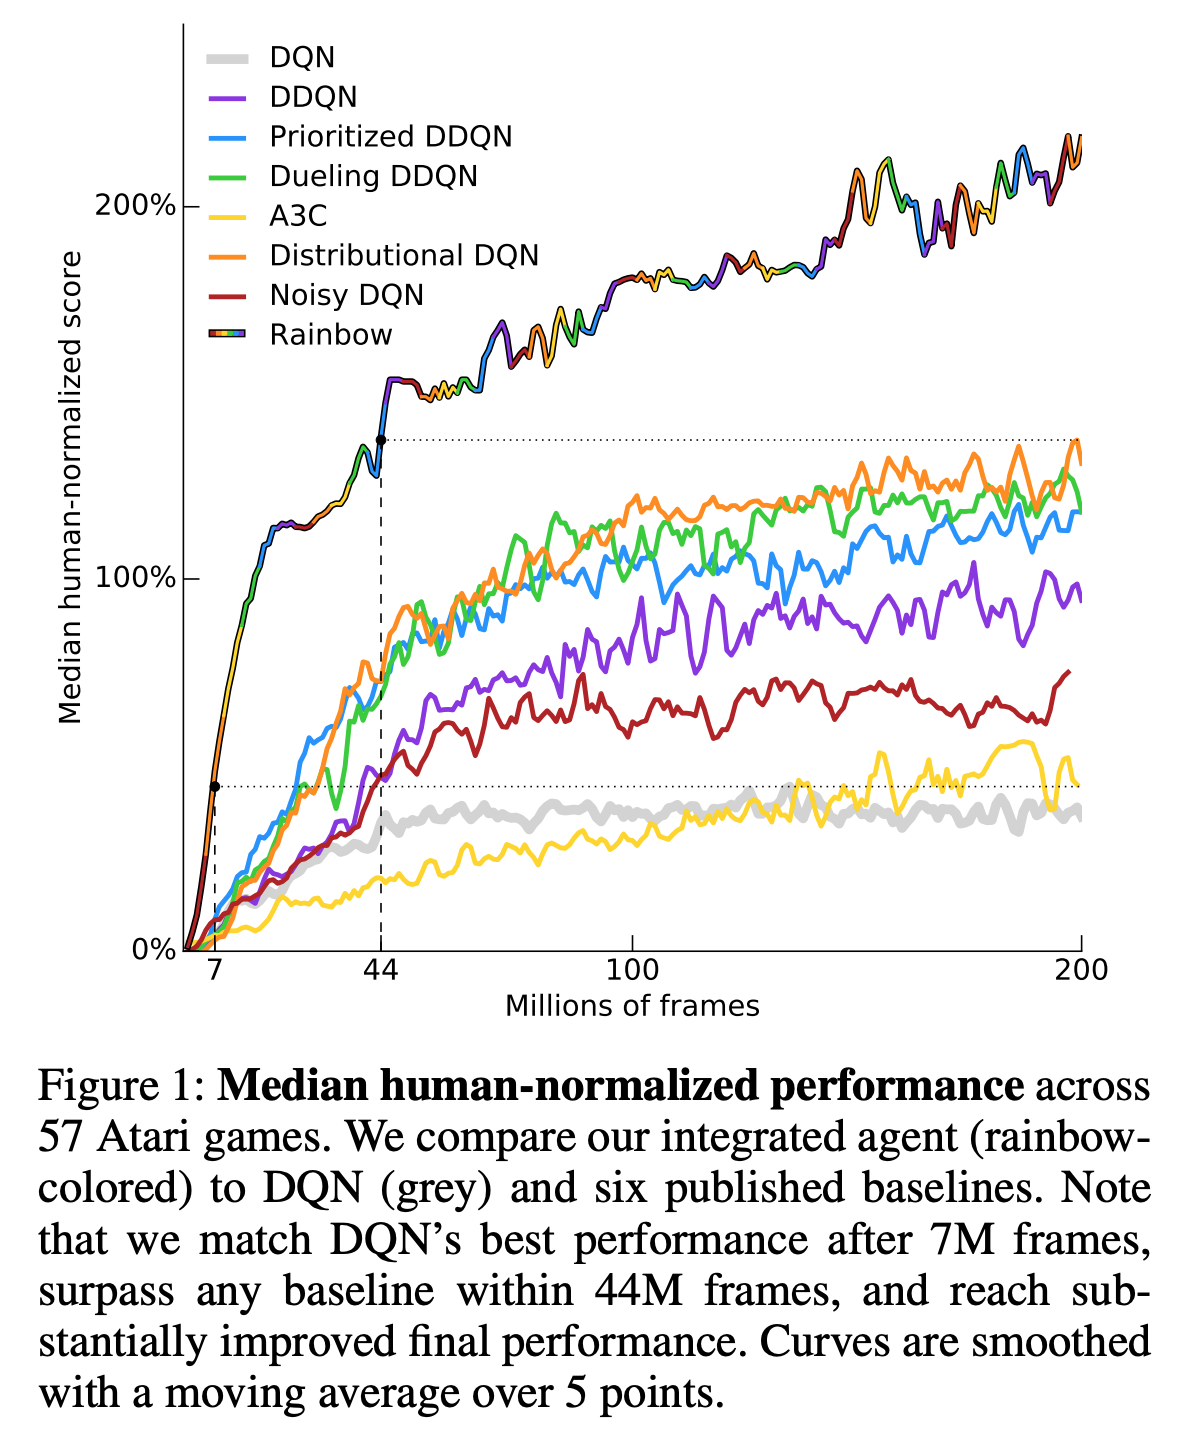 DQN
DDQN
Prioritized DDQN
Dueling DDQN
A3C
Distributional DQN
Noisy DQN
Rainbow
Median human-normalized score
200%
100%
0%
7
44
100
200
Millions of frames
Figure 1: Median human-normalized performance across
57 Atari games. We compare our integrated agent (rainbow-
colored) to DQN (grey) and six published baselines. Note
that we match DQN’s best performance after 7M frames,
surpass any baseline within 44M frames, and reach sub-
stantially improved final performance. Curves are smoothed
with a moving average over 5 points.